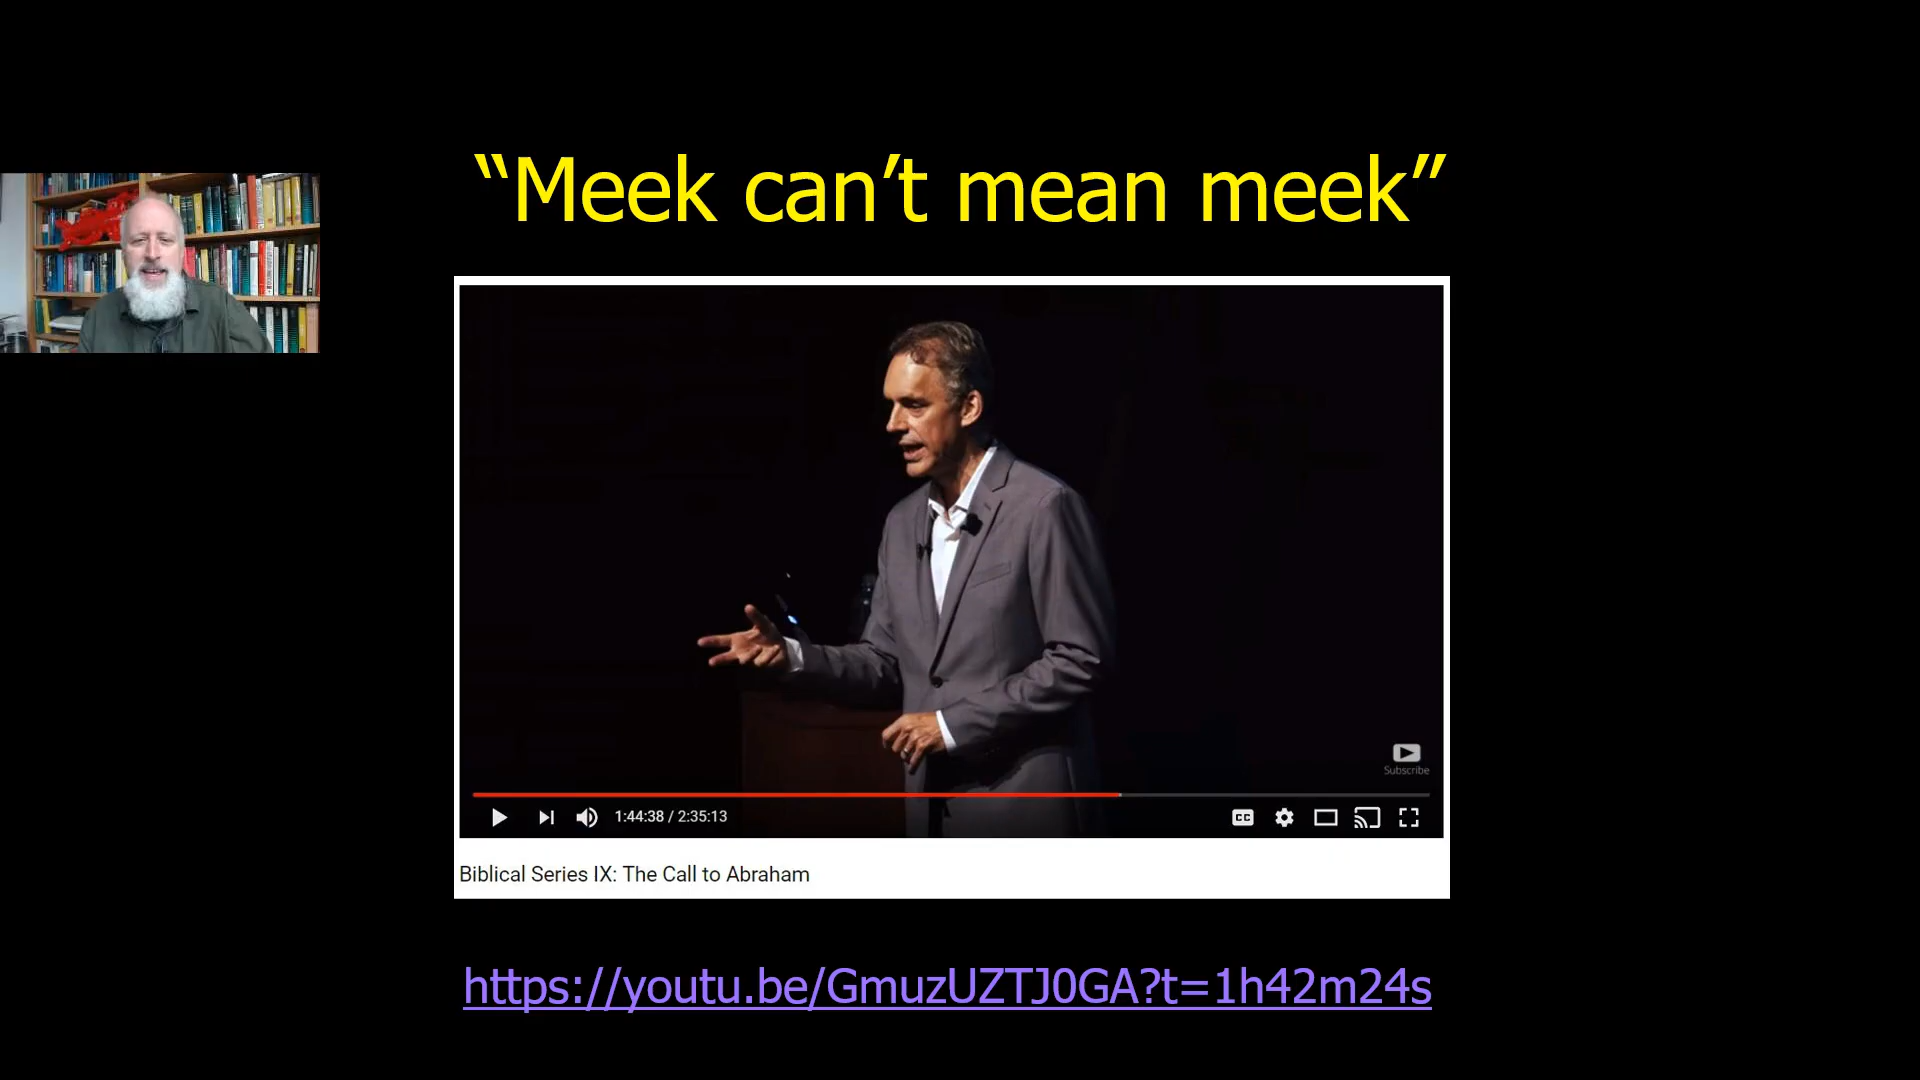 “Meek can’t mean meek”
Subscribe
1:44:38 / 2:35:13
CC
Biblical Series IX: The Call to Abraham
https://youtu.be/GmuzUZTJ0GA?t=1h42m24s